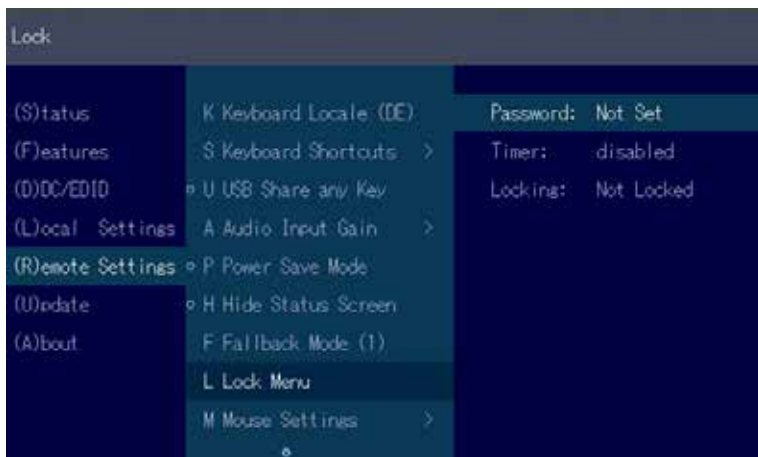 Lock
(S)tatus
(F)eatures
(D)DC/EDID
(L)ocal Settings
(R)emote Settings
(U)pdate
(A)bout
K Keyboard Locale (DE)
S Keyboard Shortcuts >
U USB Share any Key
A Audio Input Gain >
P Power Save Mode
H Hide Status Screen
F Fallback Mode (1)
L Lock Menu
M Mouse Settings >
Password: Not Set
Timer: disabled
Locking: Not Locked